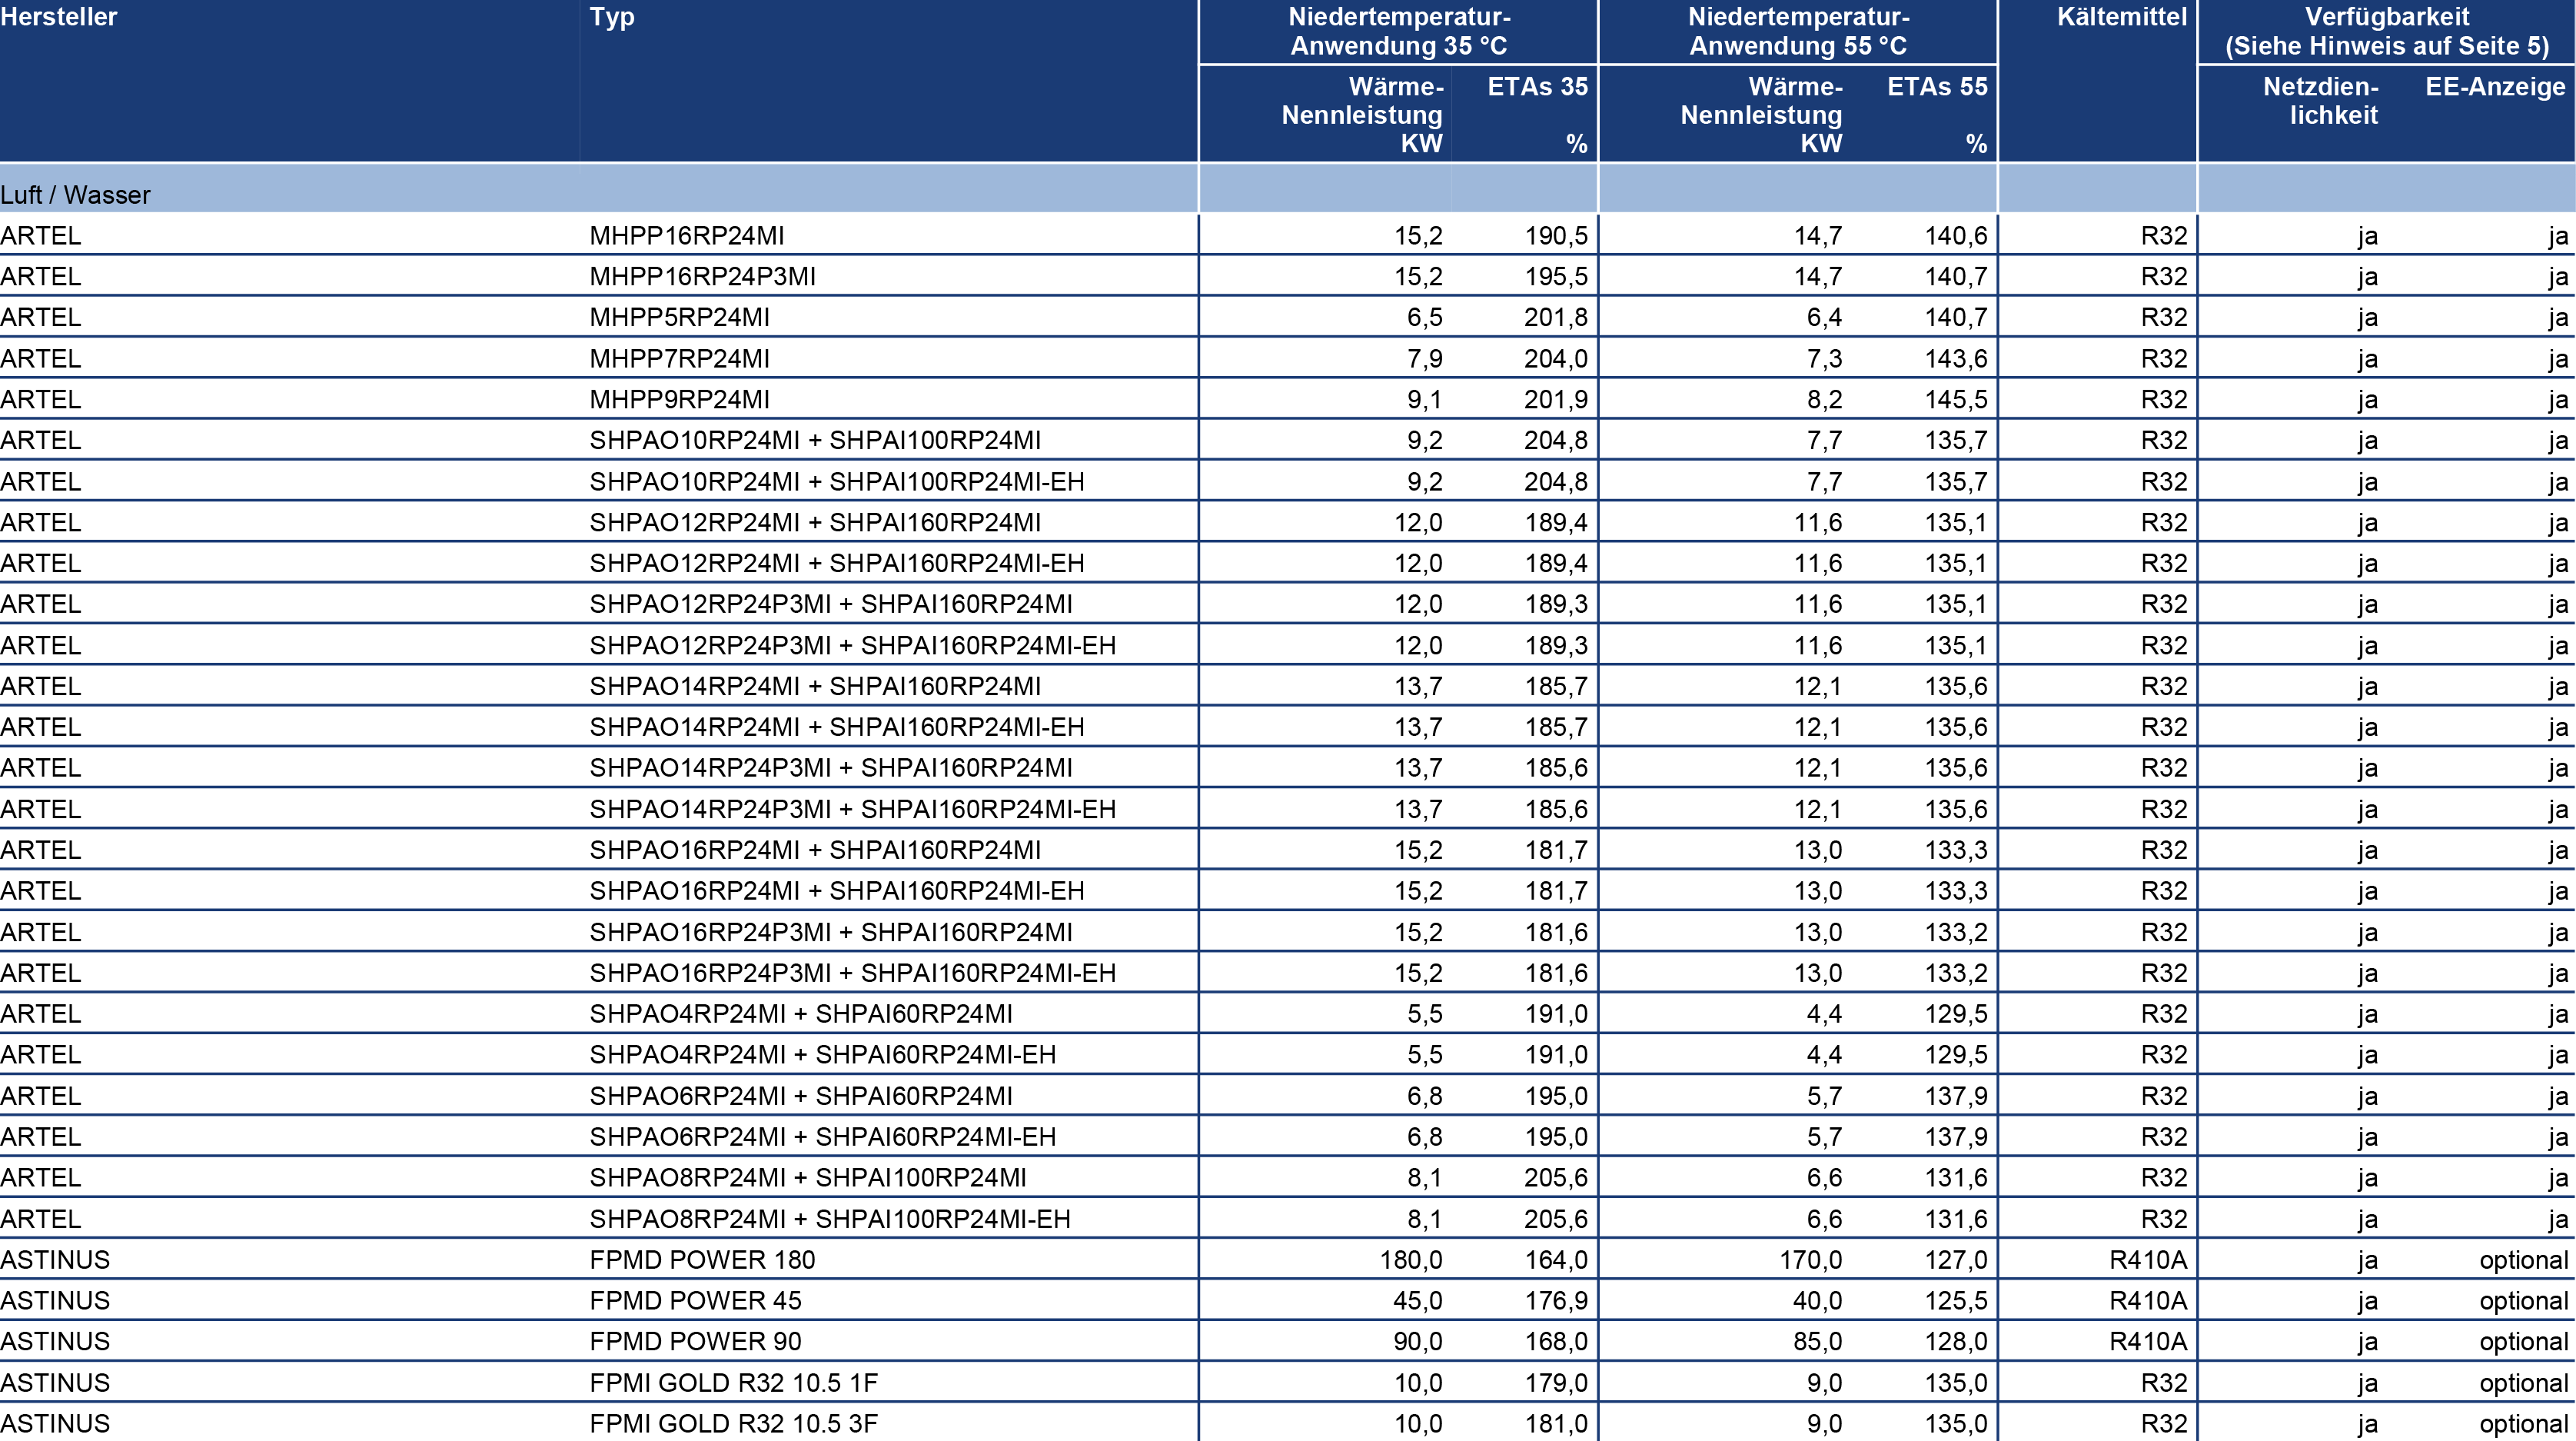 Hersteller Typ Niedertemperatur- Niedertemperatur- Kältemittel Verfügbarkeit
Anwendung 35 °C Anwendung 55 °C (Siehe Hinweis auf Seite 5)
Wärme- ETAs 35 Wärme- ETAs 55 Netzdien- EE-Anzeige
Nennleistung Nennleistung lichkeit
KW % KW %
Luft / Wasser
ARTEL MHPP16RP24MI 15,2 190,5 14,7 140,6 R32 ja ja
ARTEL MHPP16RP24P3MI 15,2 195,5 14,7 140,7 R32 ja ja
ARTEL MHPP5RP24MI 6,5 201,8 6,4 140,7 R32 ja ja
ARTEL MHPP7RP24MI 7,9 204,0 7,3 143,6 R32 ja ja
ARTEL MHPP9RP24MI 9,1 201,9 8,2 145,5 R32 ja ja
ARTEL SHPAO10RP24MI + SHPAI100RP24MI 9,2 204,8 7,7 135,7 R32 ja ja
ARTEL SHPAO10RP24MI + SHPAI100RP24MI-EH 9,2 204,8 7,7 135,7 R32 ja ja
ARTEL SHPAO12RP24MI + SHPAI160RP24MI 12,0 189,4 11,6 135,1 R32 ja ja
ARTEL SHPAO12RP24MI + SHPAI160RP24MI-EH 12,0 189,4 11,6 135,1 R32 ja ja
ARTEL SHPAO12RP24P3MI + SHPAI160RP24MI 12,0 189,3 11,6 135,1 R32 ja ja
ARTEL SHPAO12RP24P3MI + SHPAI160RP24MI-EH 12,0 189,3 11,6 135,1 R32 ja ja
ARTEL SHPAO14RP24MI + SHPAI160RP24MI 13,7 185,7 12,1 135,6 R32 ja ja
ARTEL SHPAO14RP24MI + SHPAI160RP24MI-EH 13,7 185,7 12,1 135,6 R32 ja ja
ARTEL SHPAO14RP24P3MI + SHPAI160RP24MI 13,7 185,6 12,1 135,6 R32 ja ja
ARTEL SHPAO14RP24P3MI + SHPAI160RP24MI-EH 13,7 185,6 12,1 135,6 R32 ja ja
ARTEL SHPAO16RP24MI + SHPAI160RP24MI 15,2 181,7 13,0 133,3 R32 ja ja
ARTEL SHPAO16RP24MI + SHPAI160RP24MI-EH 15,2 181,7 13,0 133,3 R32 ja ja
ARTEL SHPAO16RP24P3MI + SHPAI160RP24MI 15,2 181,6 13,0 133,2 R32 ja ja
ARTEL SHPAO16RP24P3MI + SHPAI160RP24MI-EH 15,2 181,6 13,0 133,2 R32 ja ja
ARTEL SHPAO4RP24MI + SHPAI60RP24MI 5,5 191,0 4,4 129,5 R32 ja ja
ARTEL SHPAO4RP24MI + SHPAI60RP24MI-EH 5,5 191,0 4,4 129,5 R32 ja ja
ARTEL SHPAO6RP24MI + SHPAI60RP24MI 6,8 195,0 5,7 137,9 R32 ja ja
ARTEL SHPAO6RP24MI + SHPAI60RP24MI-EH 6,8 195,0 5,7 137,9 R32 ja ja
ARTEL SHPAO8RP24MI + SHPAI100RP24MI 8,1 205,6 6,6 131,6 R32 ja ja
ARTEL SHPAO8RP24MI + SHPAI100RP24MI-EH 8,1 205,6 6,6 131,6 R32 ja ja
ASTINUS FPMD POWER 180 180,0 164,0 170,0 127,0 R410A ja optional
ASTINUS FPMD POWER 45 45,0 176,9 40,0 125,5 R410A ja optional
ASTINUS FPMD POWER 90 90,0 168,0 85,0 128,0 R410A ja optional
ASTINUS FPMI GOLD R32 10.5 1F 10,0 179,0 9,0 135,0 R32 ja optional
ASTINUS FPMI GOLD R32 10.5 3F 10,0 181,0 9,0 135,0 R32 ja optional